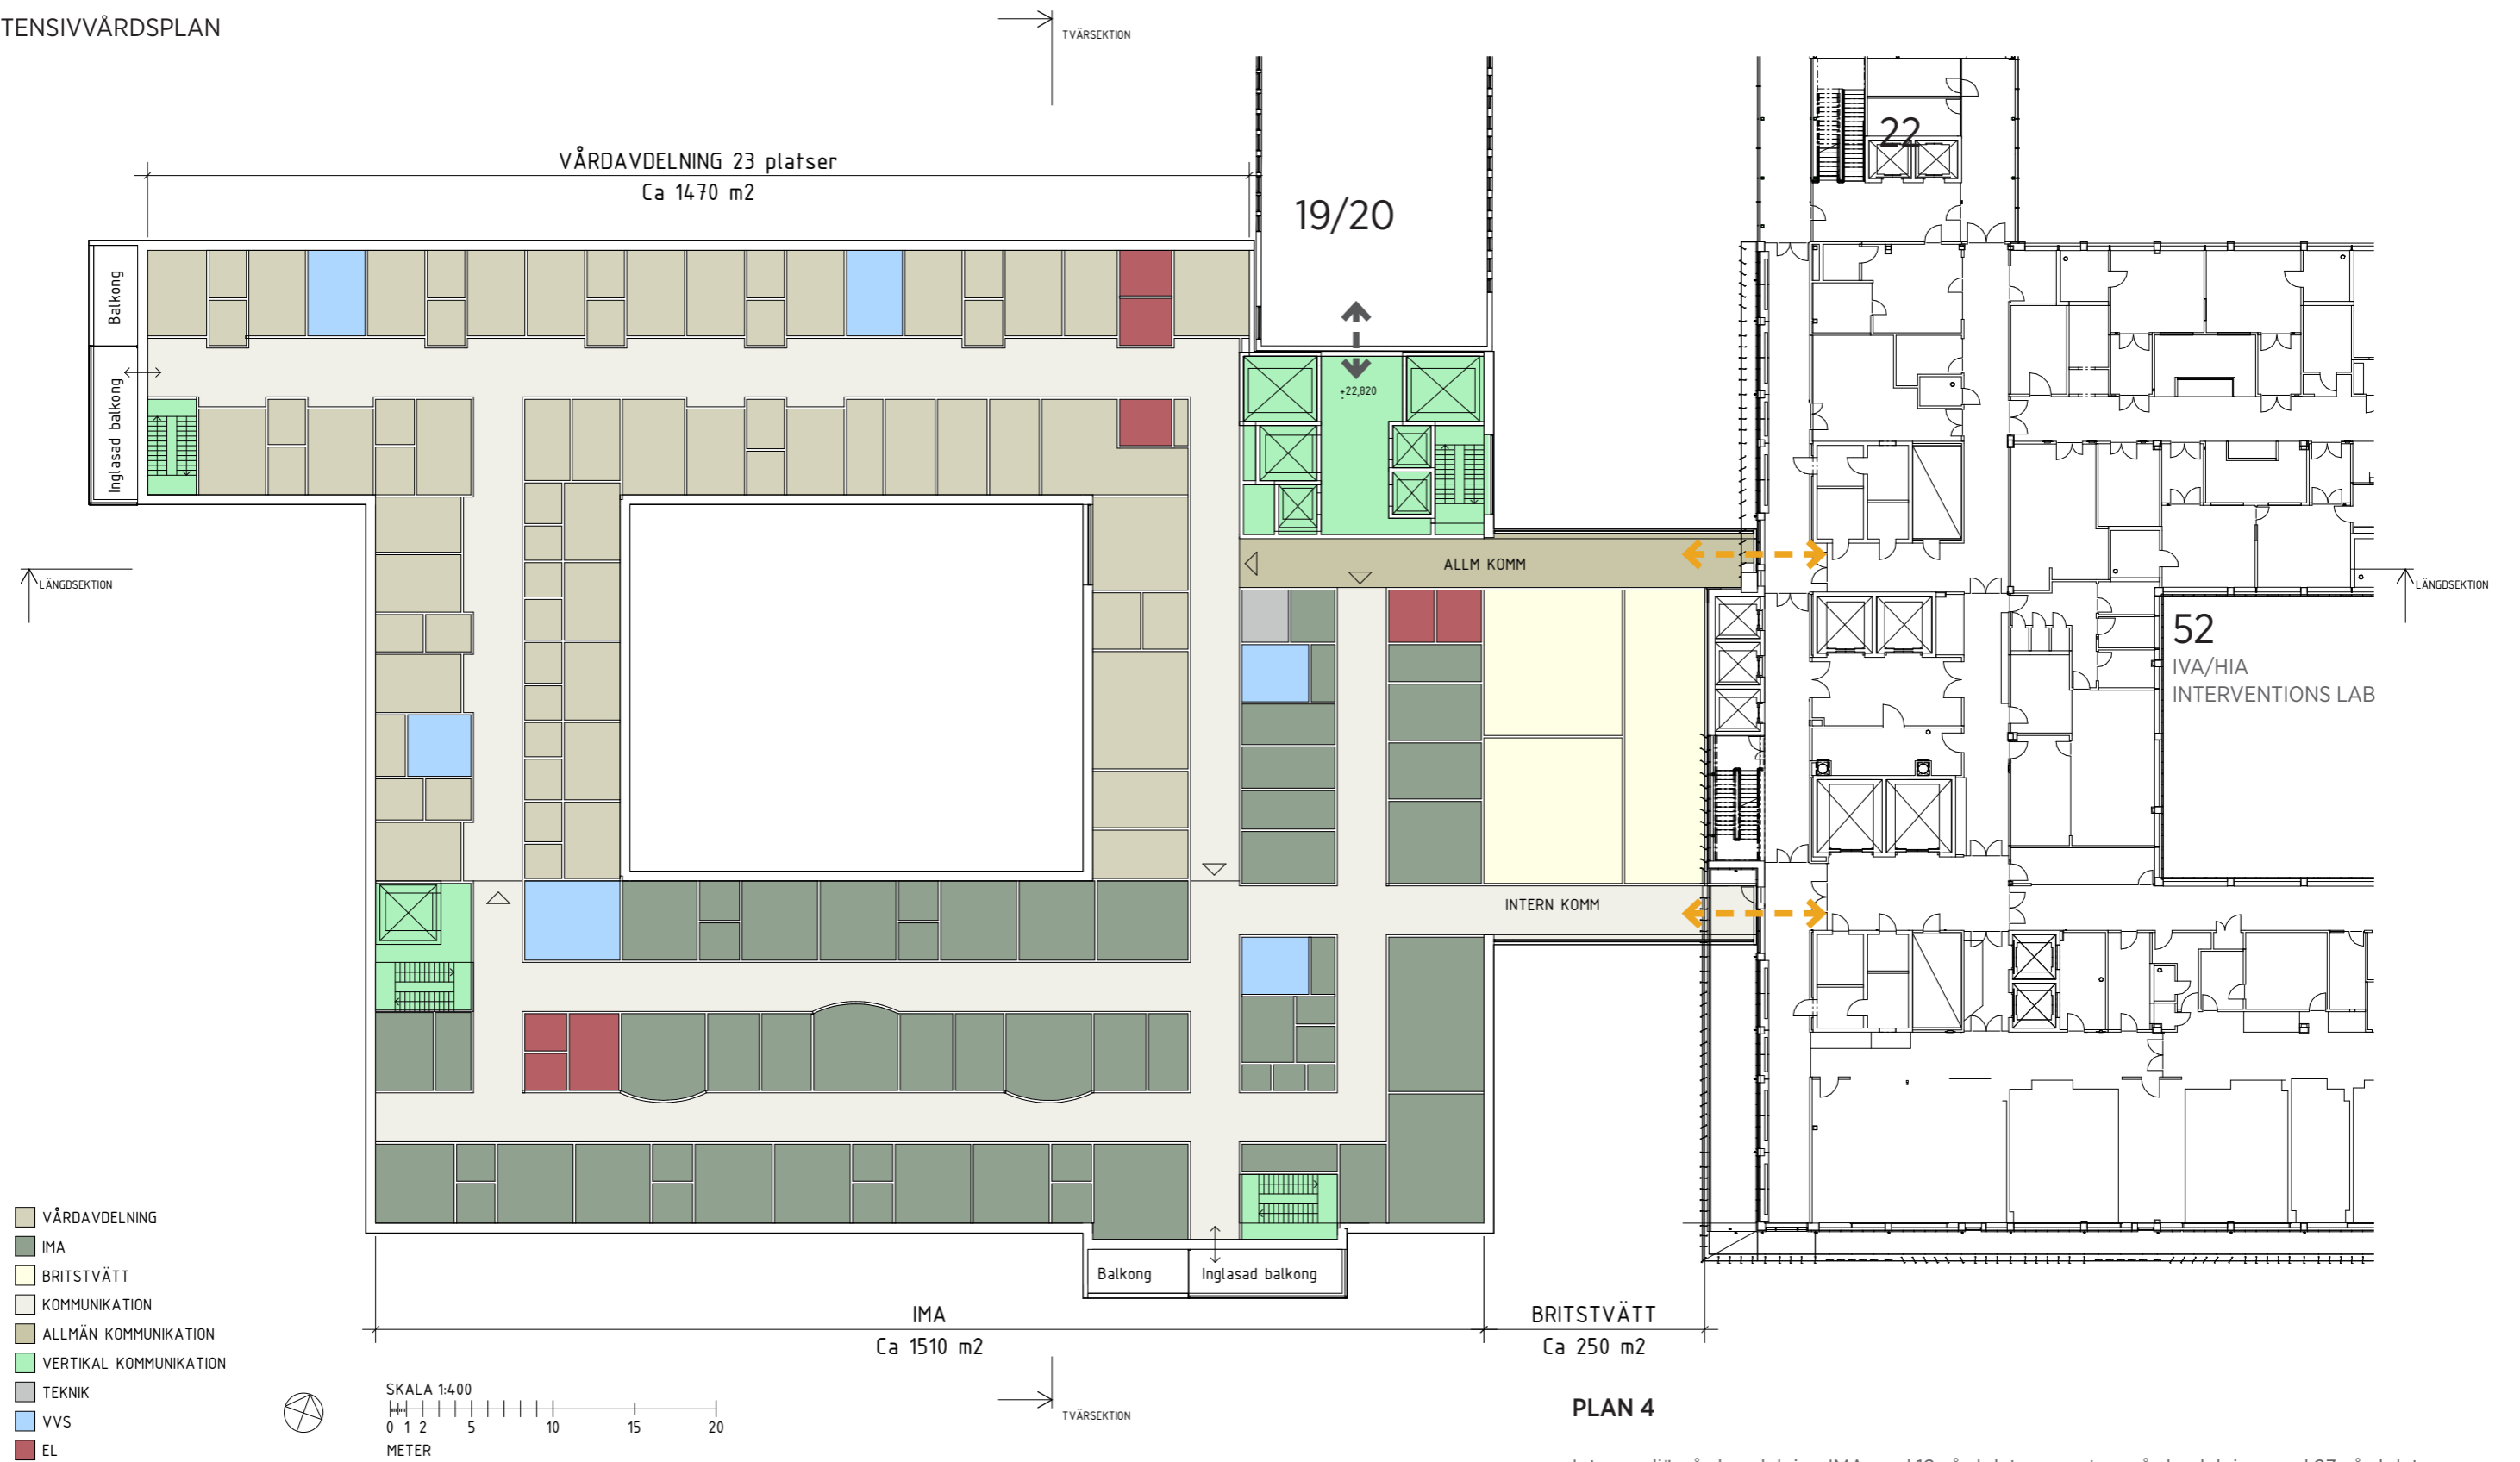 TENSIVVÅRDSPLAN
TVÄRSEKTION
VÅRDAVDELNING 23 platser
Ca 1470 m2
22
19/20
Balkong
Inglasad balkong
+22,820
ALLM KOMM
LÄNGDSEKTION
LÄNGDSEKTION
52
IVA/HIA
INTERVENTIONS LAB
INTERN KOMM
VÅRDAVDELNING
IMA
BRITSTVÄTT
KOMMUNIKATION
ALLMÄN KOMMUNIKATION
VERTIKAL KOMMUNIKATION
TEKNIK
VVS
EL
Balkong
Inglasad balkong
IMA
Ca 1510 m2
BRITSTVÄTT
Ca 250 m2
SKALA 1:400
0 1 2 5 10 15 20
METER
TVÄRSEKTION
PLAN 4